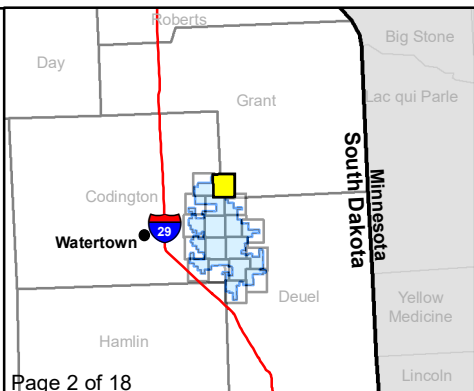 Roberts
Big Stone
Day
Grant
Lac qui Parle
South Dakota
Minnesota
Codington
29
Watertown
Deuel
Yellow
Medicine
Hamlin
Lincoln
Page 2 of 18